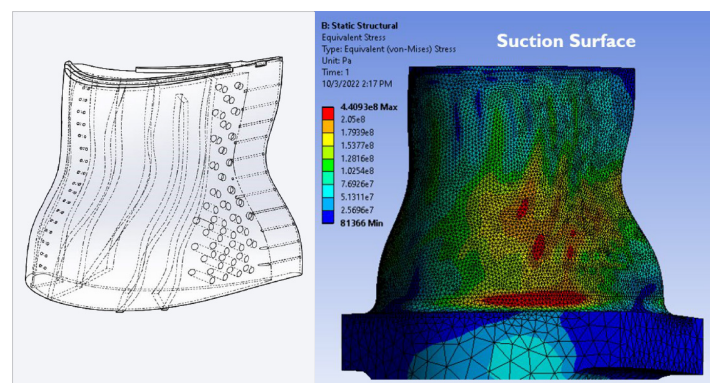 B: Static Structural
Equivalent Stress
Type: Equivalent (von-Mises) Stress
Unit: Pa
Time: 1
10/3/2022 2:17 PM
Suction Surface
4.4093e8 Max
2.05e8
1.7939e8
1.5377e8
1.2816e8
1.0254e8
7.6926e7
5.1311e7
2.5696e7
81366 Min